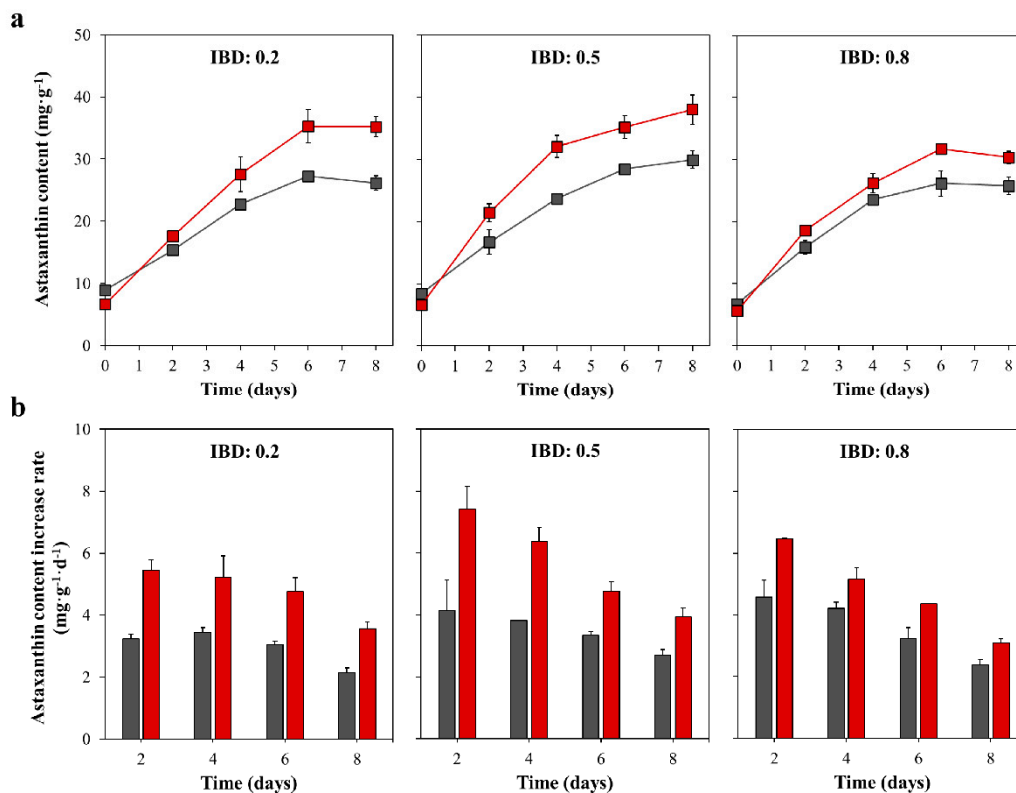 a
IBD: 0.2
IBD: 0.5
IBD: 0.8
Astaxanthin content (mg·g⁻¹)
50
40
30
20
10
0
0 1 2 3 4 5 6 7 8
0 1 2 3 4 5 6 7 8
0 1 2 3 4 5 6 7 8
Time (days)
Time (days)
Time (days)
b
IBD: 0.2
IBD: 0.5
IBD: 0.8
Astaxanthin content increase rate
(mg·g⁻¹·d⁻¹)
10
8
6
4
2
0
2 4 6 8
2 4 6 8
2 4 6 8
Time (days)
Time (days)
Time (days)